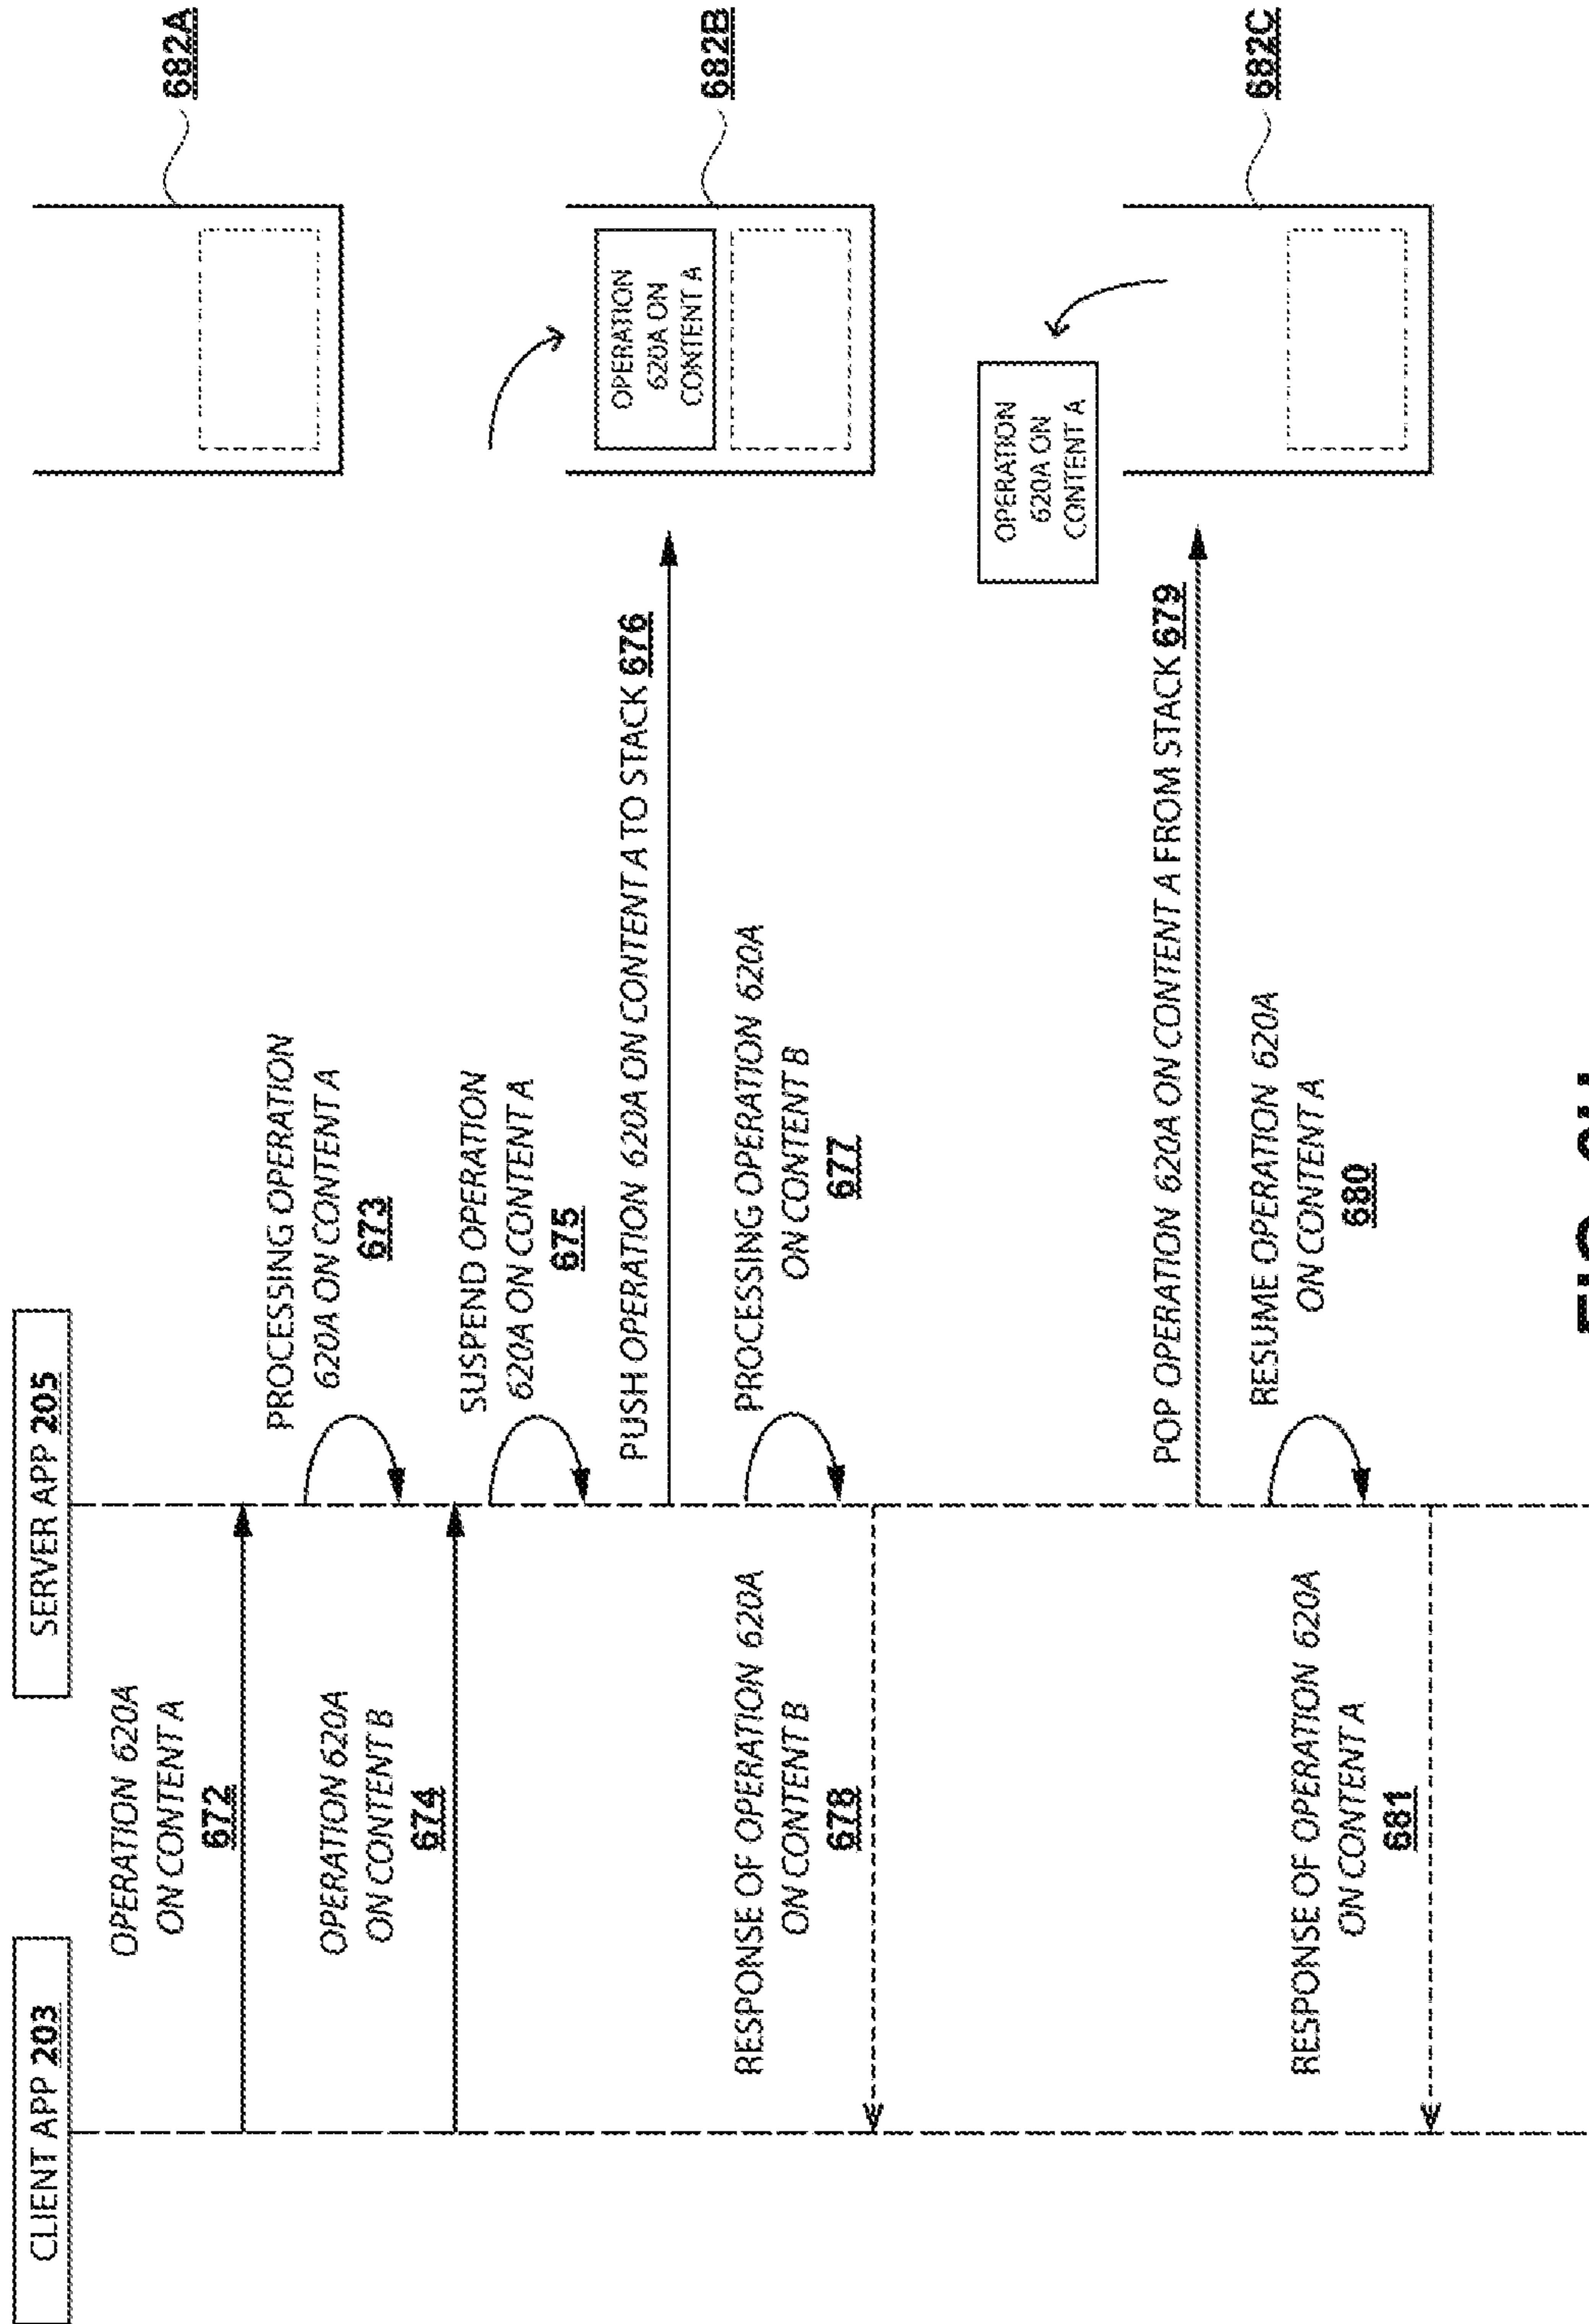 CLIENT APP 203
SERVER APP 205
OPERATION 620A
ON CONTENT A
672
PROCESSING OPERATION
620A ON CONTENT A
673
682A
OPERATION 620A
ON CONTENT B
674
SUSPEND OPERATION
620A ON CONTENT A
675
PUSH OPERATION 620A ON CONTENT A TO STACK 676
OPERATION
620A ON
CONTENT A
682B
PROCESSING OPERATION 620A
ON CONTENT B
677
RESPONSE OF OPERATION 620A
ON CONTENT B
678
POP OPERATION 620A ON CONTENT A FROM STACK 679
OPERATION
620A ON
CONTENT A
682C
RESUME OPERATION 620A
ON CONTENT A
680
RESPONSE OF OPERATION 620A
ON CONTENT A
681